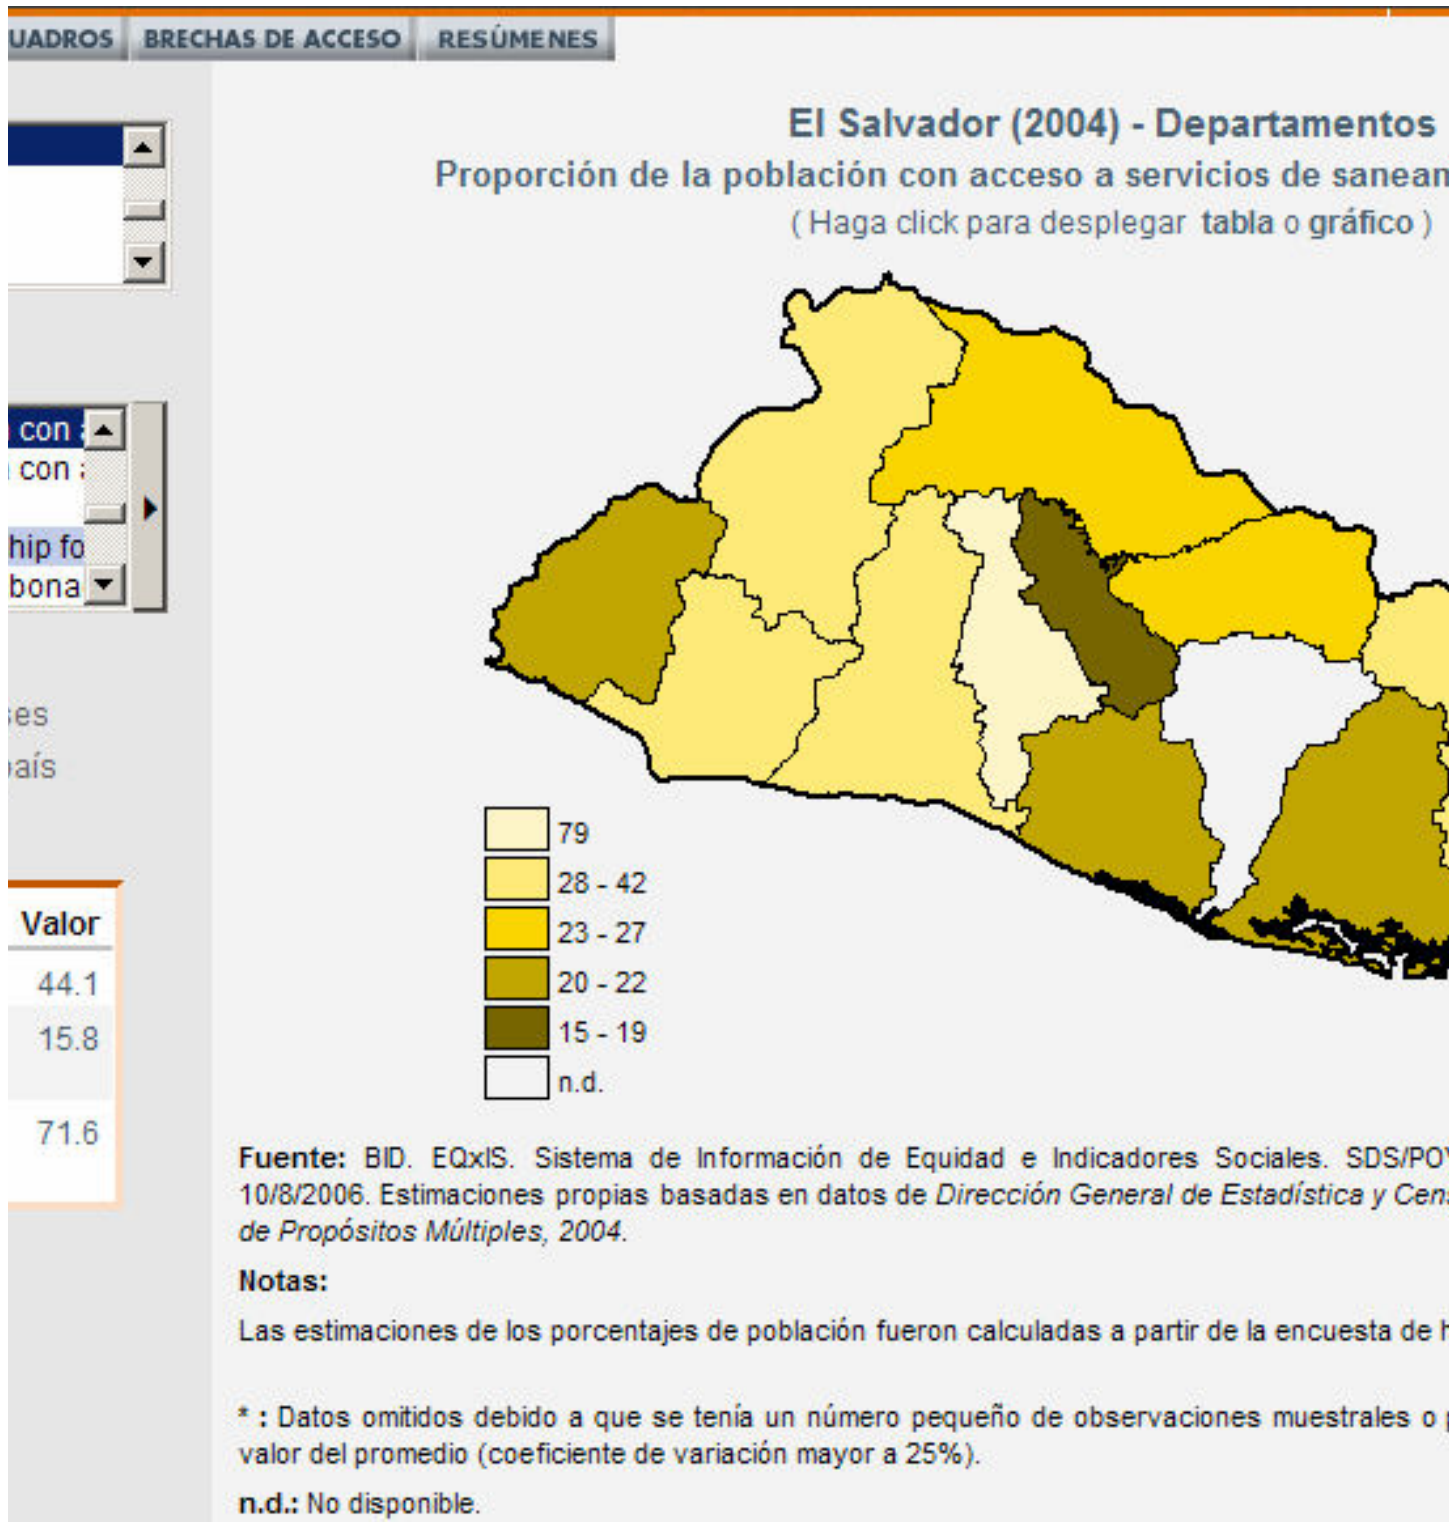 UADROS BRECHAS DE ACCESO RESÚMENES
El Salvador (2004) - Departamentos
Proporción de la población con acceso a servicios de sanean
( Haga click para desplegar tabla o gráfico )
con
con
hip fo
bona
ses
país
79
28 - 42
23 - 27
20 - 22
15 - 19
n.d.
Valor
44.1
15.8
71.6
Fuente: BID. EQxIS. Sistema de Información de Equidad e Indicadores Sociales. SDS/POV
10/8/2006. Estimaciones propias basadas en datos de Dirección General de Estadística y Cens
de Propósitos Múltiples, 2004.
Notas:
Las estimaciones de los porcentajes de población fueron calculadas a partir de la encuesta de h
* : Datos omitidos debido a que se tenía un número pequeño de observaciones muestrales o p
valor del promedio (coeficiente de variación mayor a 25%).
n.d.: No disponible.